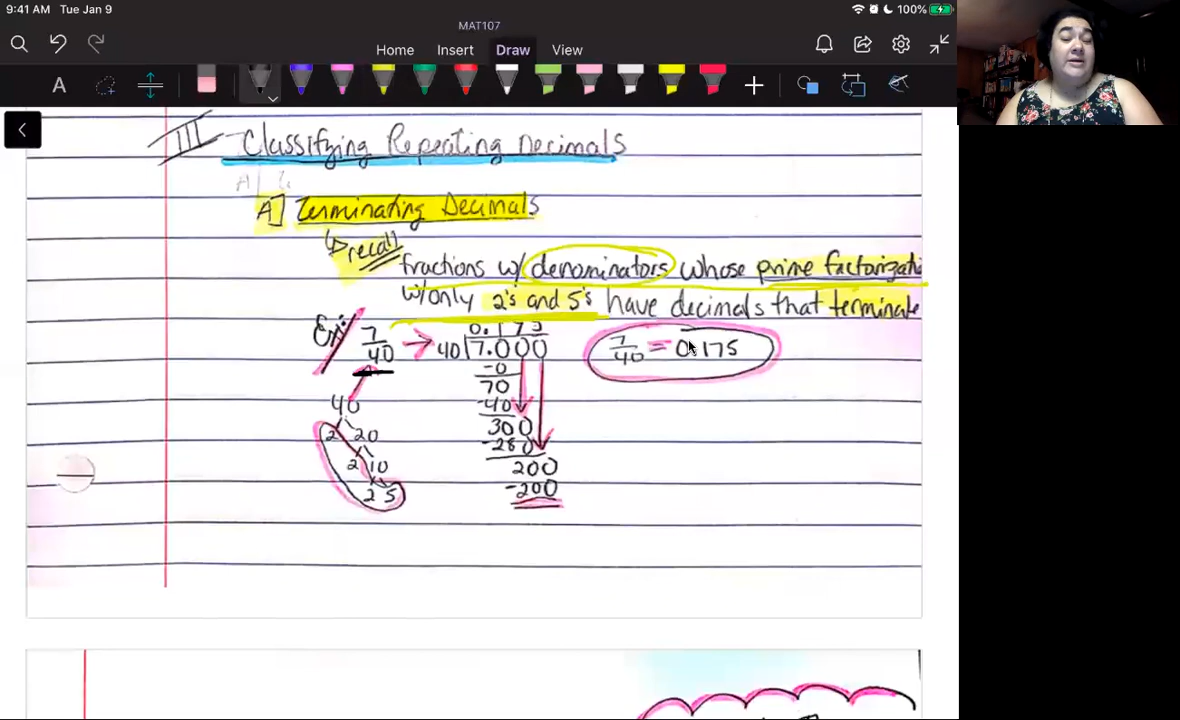 9:41 AM Tue Jan 9
100%
MAT107
Home Insert Draw View
A
III Classifying Repeating Decimals
A] Terminating Decimals
recall
fractions w/ denominators whose prime factorizati
w/only 2's and 5's have decimals that terminate
Ex: 7/40 → 40 7.000 0.175
7/40 = 0.175
-0
70
-40
300
-280
200
-200
40
2 20
2 10
2 5